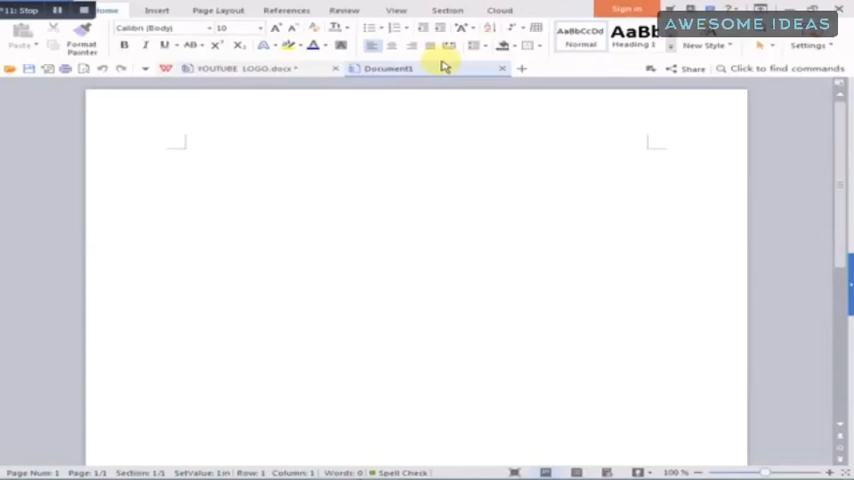 11: Stop
Home Insert Page Layout References Review View Section Cloud Sign in
AWESOME IDEAS
Paste Format Painter Calibri (Body) 10 AaBbCcDd Normal AaBb Heading 1 New Style Settings
YOUTUBE LOGO.docx * Document1 Share Click to find commands
Page Num: 1 Page: 1/1 Section: 1/1 SetValue: 1in Row: 1 Column: 1 Words: 0 Spell Check 100 %